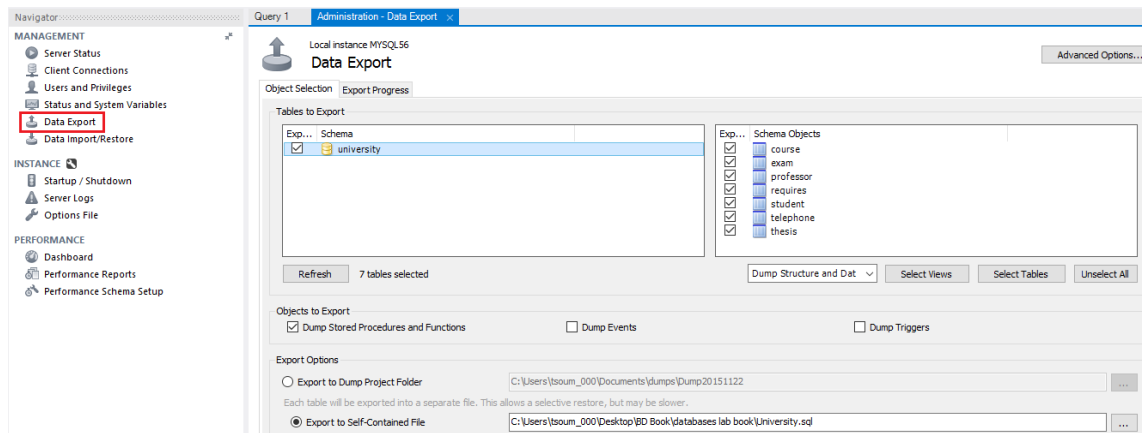 Navigator
Query 1
Administration - Data Export
MANAGEMENT
Server Status
Client Connections
Users and Privileges
Status and System Variables
Data Export
Data Import/Restore
INSTANCE
Startup / Shutdown
Server Logs
Options File
PERFORMANCE
Dashboard
Performance Reports
Performance Schema Setup
Local instance MYSQL56
Data Export
Advanced Options...
Object Selection
Export Progress
Tables to Export
Exp... Schema
university
Exp... Schema Objects
course
exam
professor
requires
student
telephone
thesis
Refresh
7 tables selected
Dump Structure and Dat
Select Views
Select Tables
Unselect All
Objects to Export
Dump Stored Procedures and Functions
Dump Events
Dump Triggers
Export Options
Export to Dump Project Folder
C:\Users\tsoum_000\Documents\dumps\Dump20151122
...
Each table will be exported into a separate file. This allows a selective restore, but may be slower.
Export to Self-Contained File
C:\Users\tsoum_000\Desktop\BD Book\databases lab book\University.sql
...